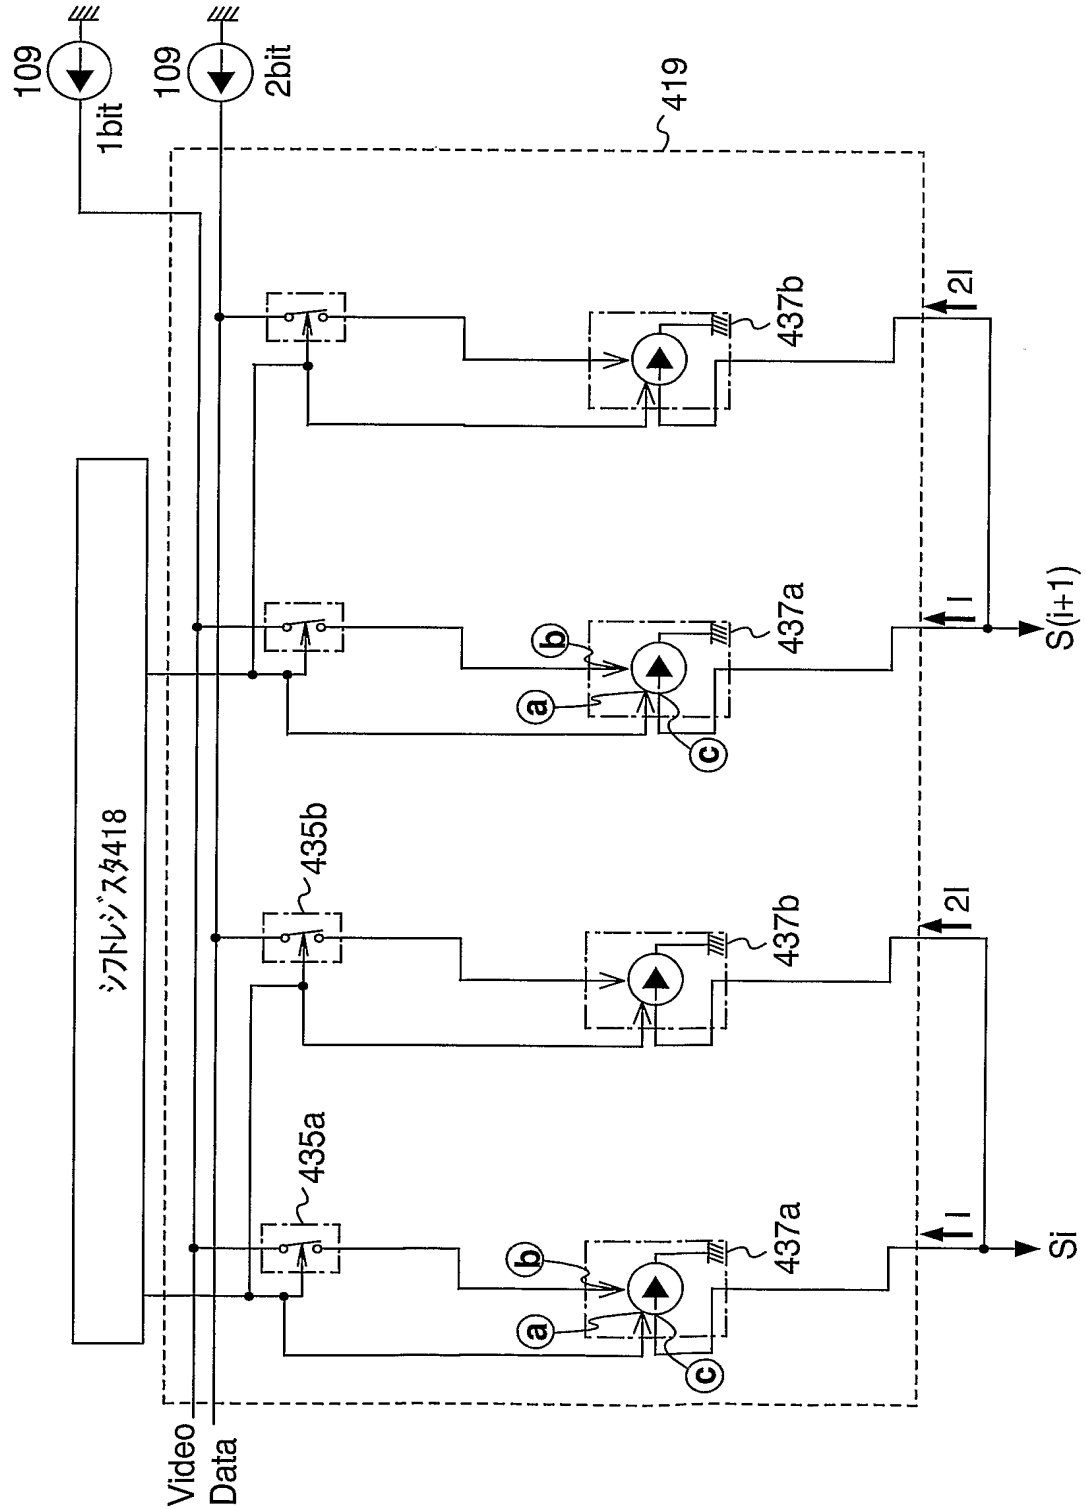 109
1bit
109
2bit
419
シフトレジスタ418
Video
Data
435a
435b
a
b
c
437a
437b
a
b
c
437a
437b
I
2I
I
2I
Si
S(i+1)